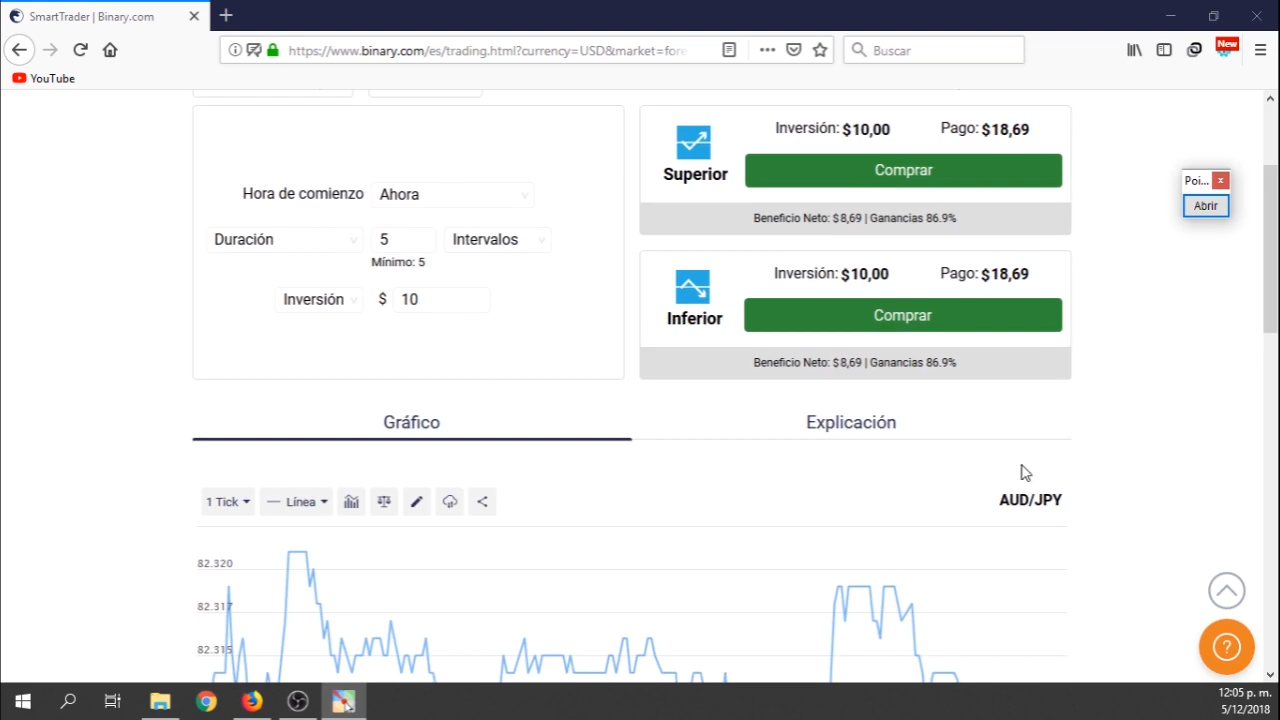 SmartTrader | Binary.com
https://www.binary.com/es/trading.html?currency=USD&market=fore
Buscar
New
YouTube
Inversión: $10,00 Pago: $18,69
Comprar
Superior
Beneficio Neto: $8,69 | Ganancias 86.9%
Hora de comienzo Ahora
Duración 5 Intervalos
Mínimo: 5
Inversión $ 10
Inversión: $10,00 Pago: $18,69
Comprar
Inferior
Beneficio Neto: $8,69 | Ganancias 86.9%
Poi...
Abrir
Gráfico Explicación
1 Tick Línea
AUD/JPY
82.320
82.317
82.315
12:05 p. m.
5/12/2018